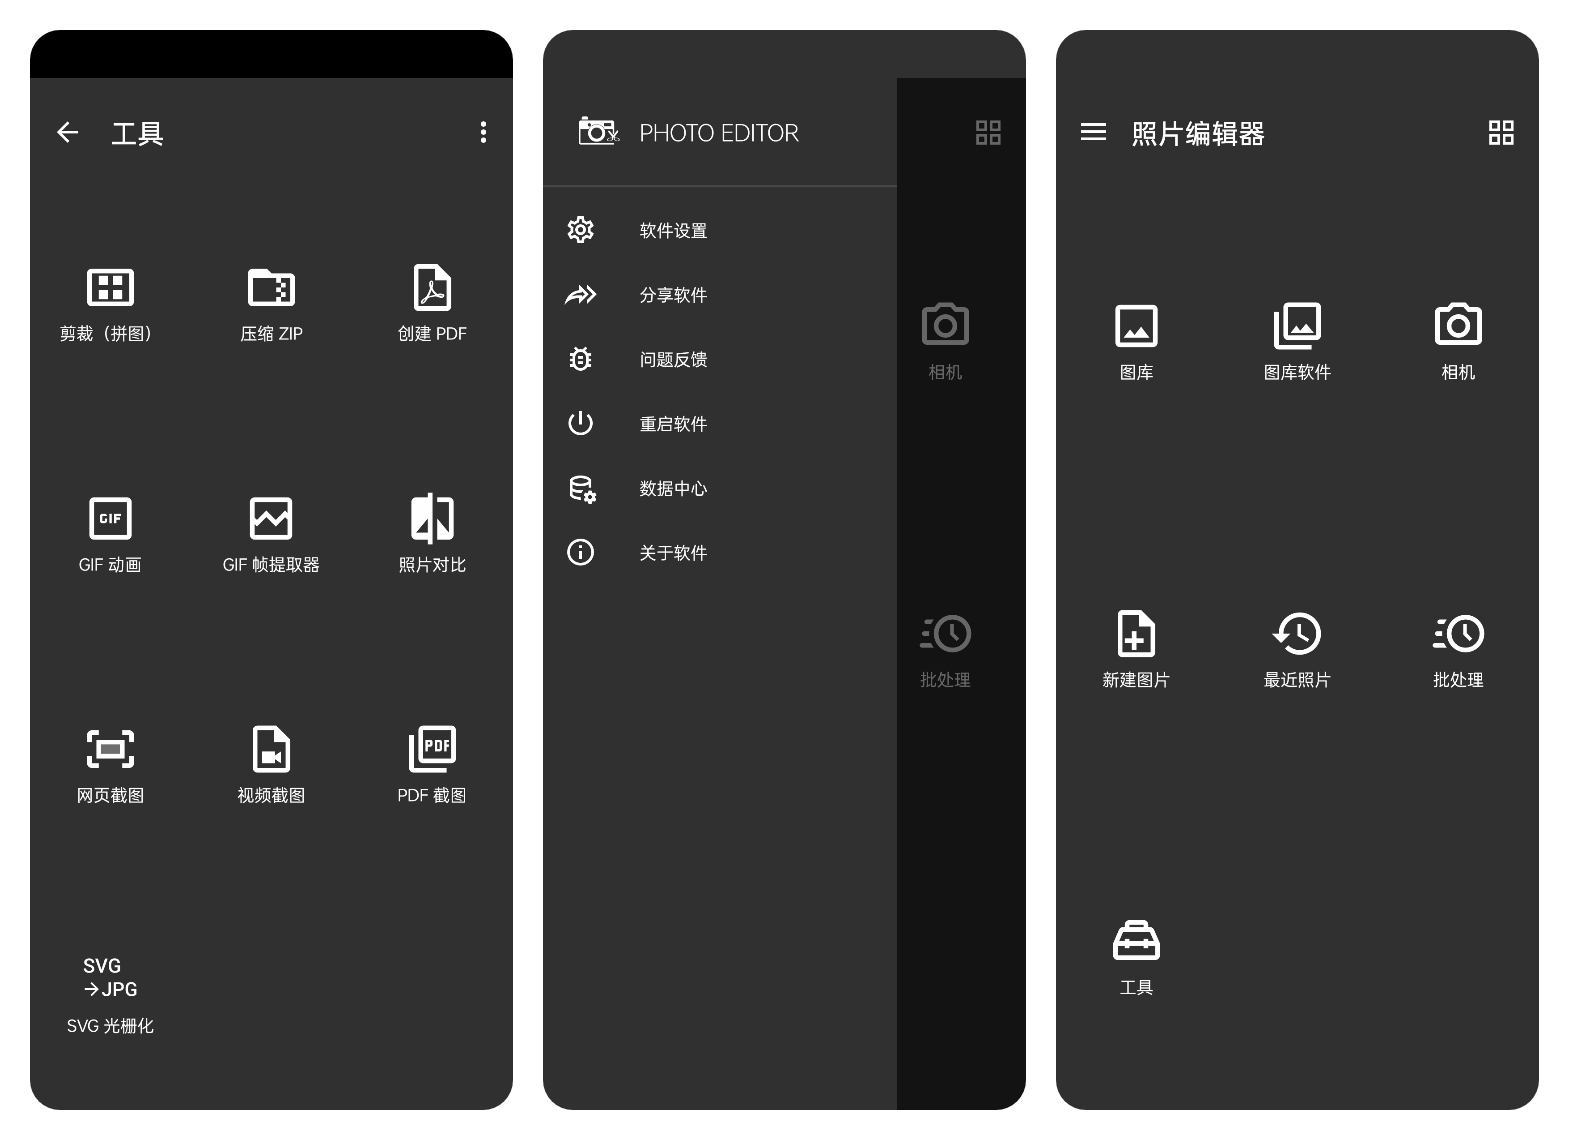 工具
剪裁（拼图）
压缩 ZIP
创建 PDF
GIF
GIF 动画
GIF 帧提取器
照片对比
网页截图
视频截图
PDF
PDF 截图
SVG
→JPG
SVG 光栅化
PHOTO EDITOR
软件设置
分享软件
问题反馈
重启软件
数据中心
关于软件
相机
批处理
照片编辑器
图库
图库软件
相机
新建图片
最近照片
批处理
工具